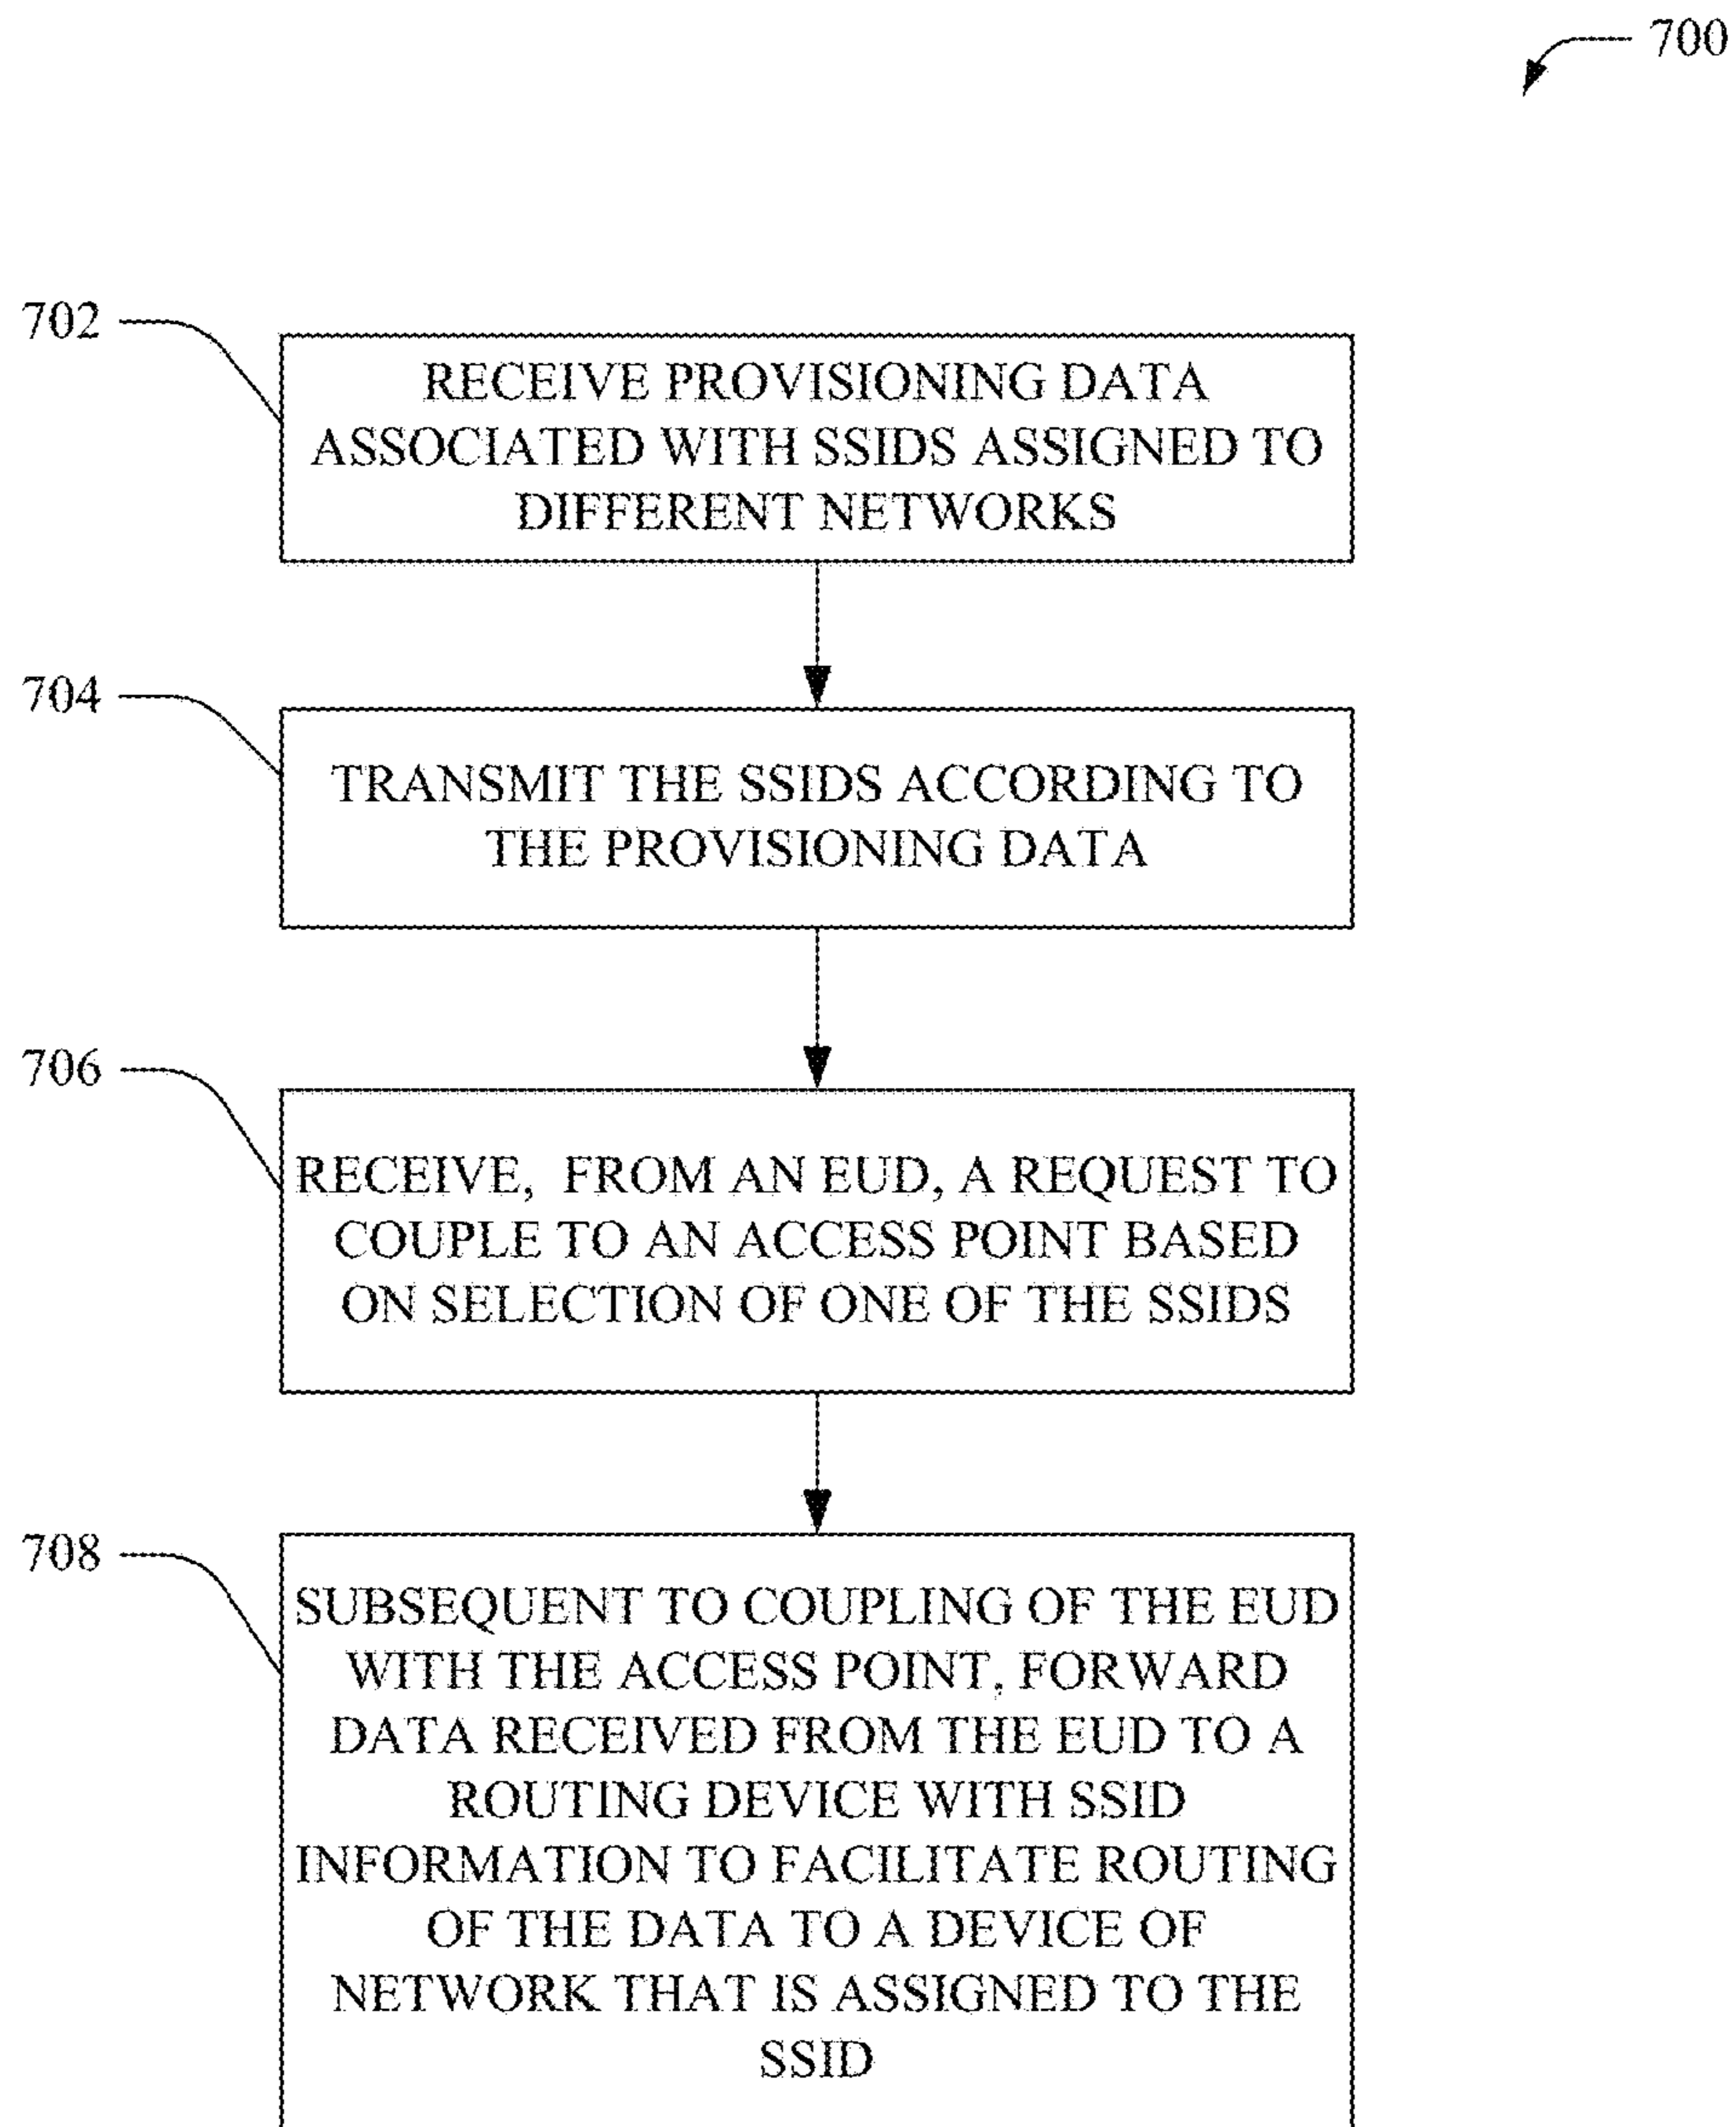 700
702
RECEIVE PROVISIONING DATA
ASSOCIATED WITH SSIDS ASSIGNED TO
DIFFERENT NETWORKS
704
TRANSMIT THE SSIDS ACCORDING TO
THE PROVISIONING DATA
706
RECEIVE, FROM AN EUD, A REQUEST TO
COUPLE TO AN ACCESS POINT BASED
ON SELECTION OF ONE OF THE SSIDS
708
SUBSEQUENT TO COUPLING OF THE EUD
WITH THE ACCESS POINT, FORWARD
DATA RECEIVED FROM THE EUD TO A
ROUTING DEVICE WITH SSID
INFORMATION TO FACILITATE ROUTING
OF THE DATA TO A DEVICE OF
NETWORK THAT IS ASSIGNED TO THE
SSID